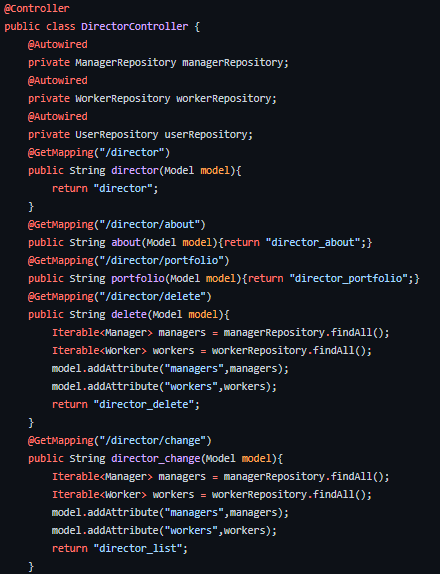 @Controller
public class DirectorController {
    @Autowired
    private ManagerRepository managerRepository;
    @Autowired
    private WorkerRepository workerRepository;
    @Autowired
    private UserRepository userRepository;
    @GetMapping("/director")
    public String director(Model model){
        return "director";
    }
    @GetMapping("/director/about")
    public String about(Model model){return "director_about";}
    @GetMapping("/director/portfolio")
    public String portfolio(Model model){return "director_portfolio";}
    @GetMapping("/director/delete")
    public String delete(Model model){
        Iterable<Manager> managers = managerRepository.findAll();
        Iterable<Worker> workers = workerRepository.findAll();
        model.addAttribute("managers",managers);
        model.addAttribute("workers",workers);
        return "director_delete";
    }
    @GetMapping("/director/change")
    public String director_change(Model model){
        Iterable<Manager> managers = managerRepository.findAll();
        Iterable<Worker> workers = workerRepository.findAll();
        model.addAttribute("managers",managers);
        model.addAttribute("workers",workers);
        return "director_list";
    }